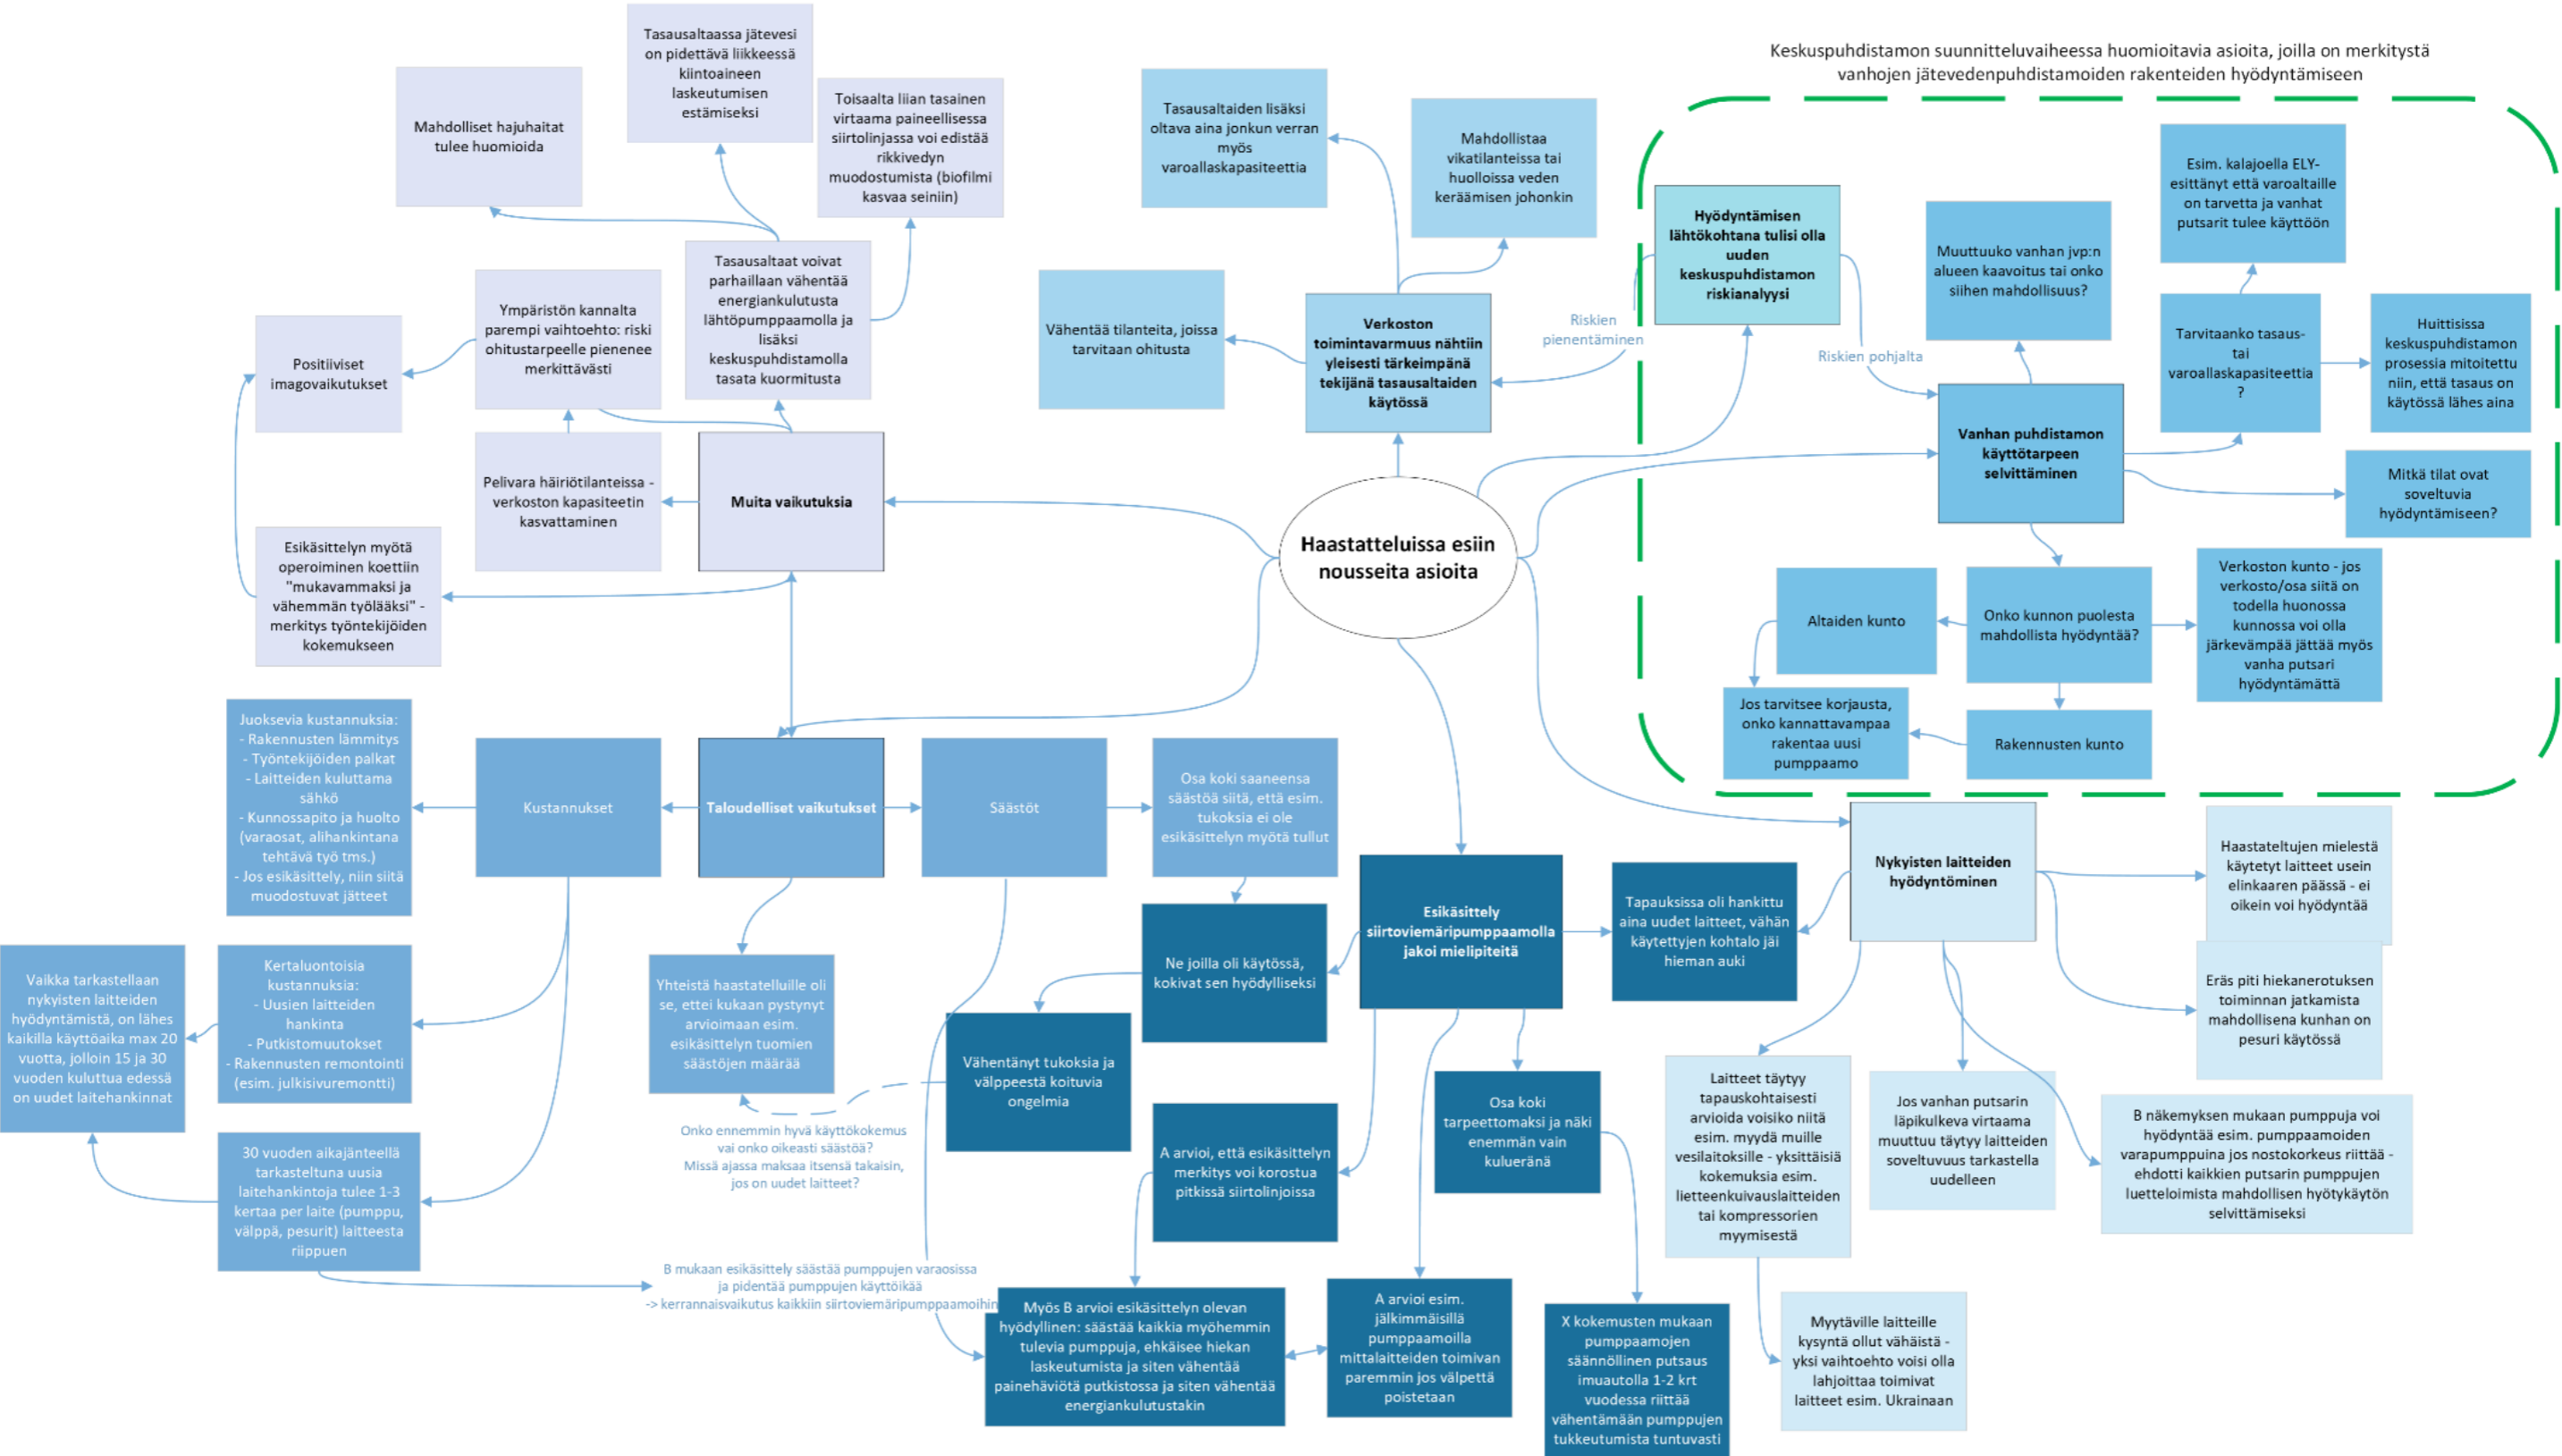 Keskuspuhdistamon suunnitteluvaiheessa huomioitavia asioita, joilla on merkitystä
vanhojen jätevedenpuhdistamoiden rakenteiden hyödyntämiseen
Tasausaltaassa jätevesi
on pidettävä liikkeessä
kiintoaineen
laskeutumisen
estämiseksi
Mahdolliset hajuhaitat
tulee huomioida
Toisaalta liian tasainen
virtaama paineellisessa
siirtolinjassa voi edistää
rikkivedyn
muodostumista (biofilmi
kasvaa seiniin)
Tasausaltaat voivat
parhaillaan vähentää
energiankulutusta
lähtöpumppaamolla ja
lisäksi
keskuspuhdistamolla
tasata kuormitusta
Ympäristön kannalta
parempi vaihtoehto: riski
ohitustarpeelle pienenee
merkittävästi
Positiiviset
imagovaikutukset
Pelivara häiriötilanteissa -
verkoston kapasiteetin
kasvattaminen
Muita vaikutuksia
Esikäsittelyn myötä
operoiminen koettiin
"mukavammaksi ja
vähemmän työlääksi" -
merkitys työntekijöiden
kokemukseen
Tasausaltaiden lisäksi
oltava aina jonkun verran
myös
varoallaskapasiteettia
Mahdollistaa
vikatilanteissa tai
huolloissa veden
keräämisen johonkin
Vähentää tilanteita, joissa
tarvitaan ohitusta
Verkoston
toimintavarmuus nähtiin
yleisesti tärkeimpänä
tekijänä tasausaltaiden
käytössä
Riskien
pienentäminen
Hyödyntämisen
lähtökohtana tulisi olla
uuden
keskuspuhdistamon
riskianalyysi
Riskien pohjalta
Muuttuuko vanhan jvp:n
alueen kaavoitus tai onko
siihen mahdollisuus?
Esim. kalajoella ELY-
esittänyt että varoaltaille
on tarvetta ja vanhat
putsarit tulee käyttöön
Tarvitaanko tasaus-
tai
varoallaskapasiteettia
?
Huittisissa
keskuspuhdistamon
prosessia mitoitettu
niin, että tasaus on
käytössä lähes aina
Vanhan puhdistamon
käyttötarpeen
selvittäminen
Mitkä tilat ovat
soveltuvia
hyödyntämiseen?
Altaiden kunto
Onko kunnon puolesta
mahdollista hyödyntää?
Verkoston kunto - jos
verkosto/osa siitä on
todella huonossa
kunnossa voi olla
järkevämpää jättää myös
vanha putsari
hyödyntämättä
Jos tarvitsee korjausta,
onko kannattavampaa
rakentaa uusi
pumppaamo
Rakennusten kunto
Haastatteluissa esiin
nousseita asioita
Juoksevia kustannuksia:
- Rakennusten lämmitys
- Työntekijöiden palkat
- Laitteiden kuluttama
sähkö
- Kunnossapito ja huolto
(varaosat, alihankintana
tehtävä työ tms.)
- Jos esikäsittely, niin siitä
muodostuvat jätteet
Kustannukset
Taloudelliset vaikutukset
Säästöt
Osa koki saaneensa
säästöä siitä, että esim.
tukoksia ei ole
esikäsittelyn myötä tullut
Vaikka tarkastellaan
nykyisten laitteiden
hyödyntämistä, on lähes
kaikilla käyttöaika max 20
vuotta, jolloin 15 ja 30
vuoden kuluttua edessä
on uudet laitehankinnat
Kertaluontoisia
kustannuksia:
- Uusien laitteiden
hankinta
- Putkistomuutokset
- Rakennusten remontointi
(esim. julkisivuremontti)
30 vuoden aikajänteellä
tarkasteltuna uusia
laitehankintoja tulee 1-3
kertaa per laite (pumppu,
välppä, pesurit) laitteesta
riippuen
Yhteistä haastatelluille oli
se, ettei kukaan pystynyt
arvioimaan esim.
esikäsittelyn tuomien
säästöjen määrää
Onko ennemmin hyvä käyttökokemus
vai onko oikeasti säästöä?
Missä ajassa maksaa itsensä takaisin,
jos on uudet laitteet?
B mukaan esikäsittely säästää pumppujen varaosissa
ja pidentää pumppujen käyttöikää
-> kerrannaisvaikutus kaikkiin siirtoviemäripumppaamoihin
Esikäsittely
siirtoviemäripumppaamolla
jakoi mielipiteitä
Ne joilla oli käytössä,
kokivat sen hyödylliseksi
Vähentänyt tukoksia ja
välppeestä koituvia
ongelmia
A arvioi, että esikäsittelyn
merkitys voi korostua
pitkissä siirtolinjoissa
Osa koki
tarpeettomaksi ja näki
enemmän vain
kulueränä
Myös B arvioi esikäsittelyn olevan
hyödyllinen: säästää kaikkia myöhemmin
tulevia pumppuja, ehkäisee hiekan
laskeutumista ja siten vähentää
painehäviötä putkistossa ja siten vähentää
energiankulutustakin
A arvioi esim.
jälkimmäisillä
pumppaamoilla
mittalaitteiden toimivan
paremmin jos välpettä
poistetaan
X kokemusten mukaan
pumppaamojen
säännöllinen putsaus
imuautolla 1-2 krt
vuodessa riittää
vähentämään pumppujen
tukkeutumista tuntuvasti
Tapauksissa oli hankittu
aina uudet laitteet, vähän
käytettyjen kohtalo jäi
hieman auki
Nykyisten laitteiden
hyödyntöminen
Haastateltujen mielestä
käytetyt laitteet usein
elinkaaren päässä - ei
oikein voi hyödyntää
Eräs piti hiekanerotuksen
toiminnan jatkamista
mahdollisena kunhan on
pesuri käytössä
Laitteet täytyy
tapauskohtaisesti
arvioida voisiko niitä
esim. myydä muille
vesilaitoksille - yksittäisiä
kokemuksia esim.
lietteenkuivauslaitteiden
tai kompressorien
myymisestä
Jos vanhan putsarin
läpikulkeva virtaama
muuttuu täytyy laitteiden
soveltuvuus tarkastella
uudelleen
B näkemyksen mukaan pumppuja voi
hyödyntää esim. pumppaamoiden
varapumppuina jos nostokorkeus riittää -
ehdotti kaikkien putsarin pumppujen
luetteloimista mahdollisen hyötykäytön
selvittämiseksi
Myytäville laitteille
kysyntä ollut vähäistä -
yksi vaihtoehto voisi olla
lahjoittaa toimivat
laitteet esim. Ukrainaan